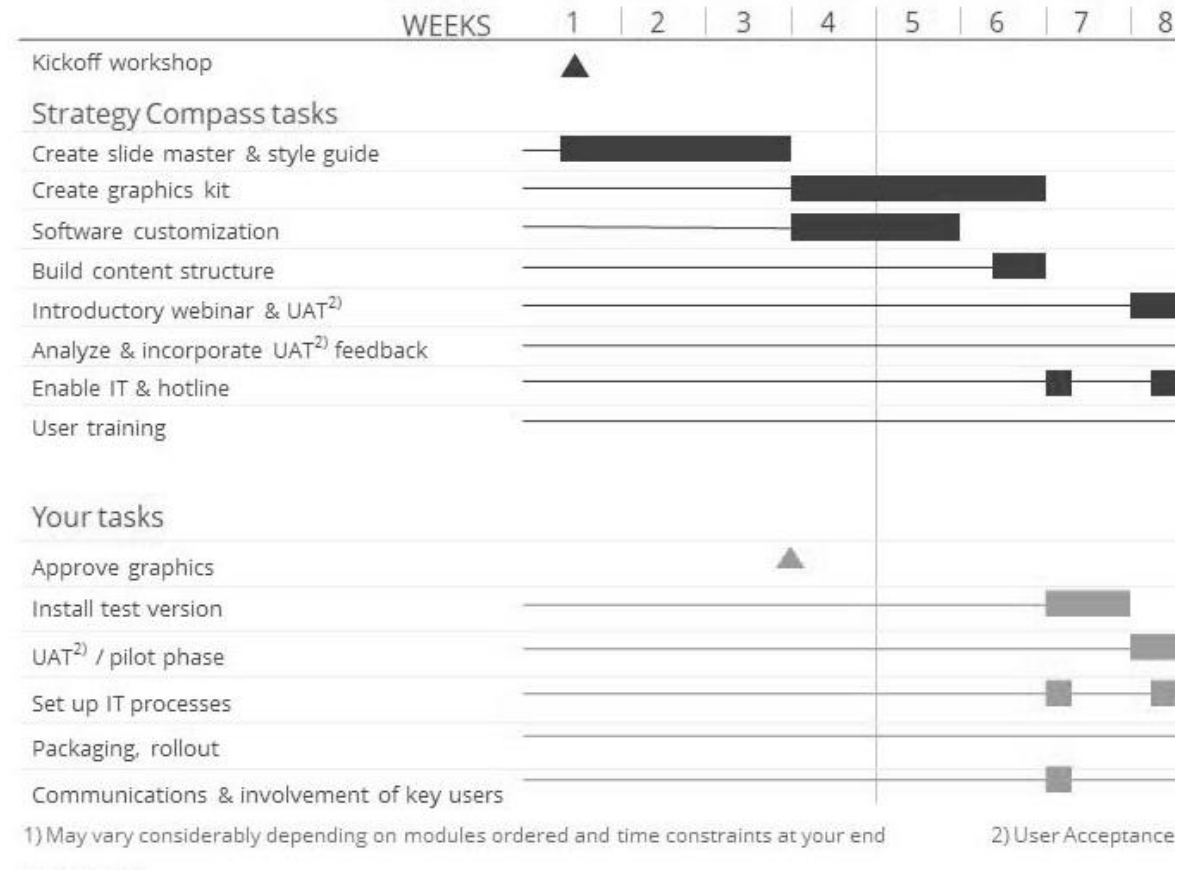 WEEKS 1 2 3 4 5 6 7 8
Kickoff workshop
Strategy Compass tasks
Create slide master & style guide
Create graphics kit
Software customization
Build content structure
Introductory webinar & UAT2)
Analyze & incorporate UAT2) feedback
Enable IT & hotline
User training
Your tasks
Approve graphics
Install test version
UAT2) / pilot phase
Set up IT processes
Packaging, rollout
Communications & involvement of key users
1) May vary considerably depending on modules ordered and time constraints at your end 2) User Acceptance